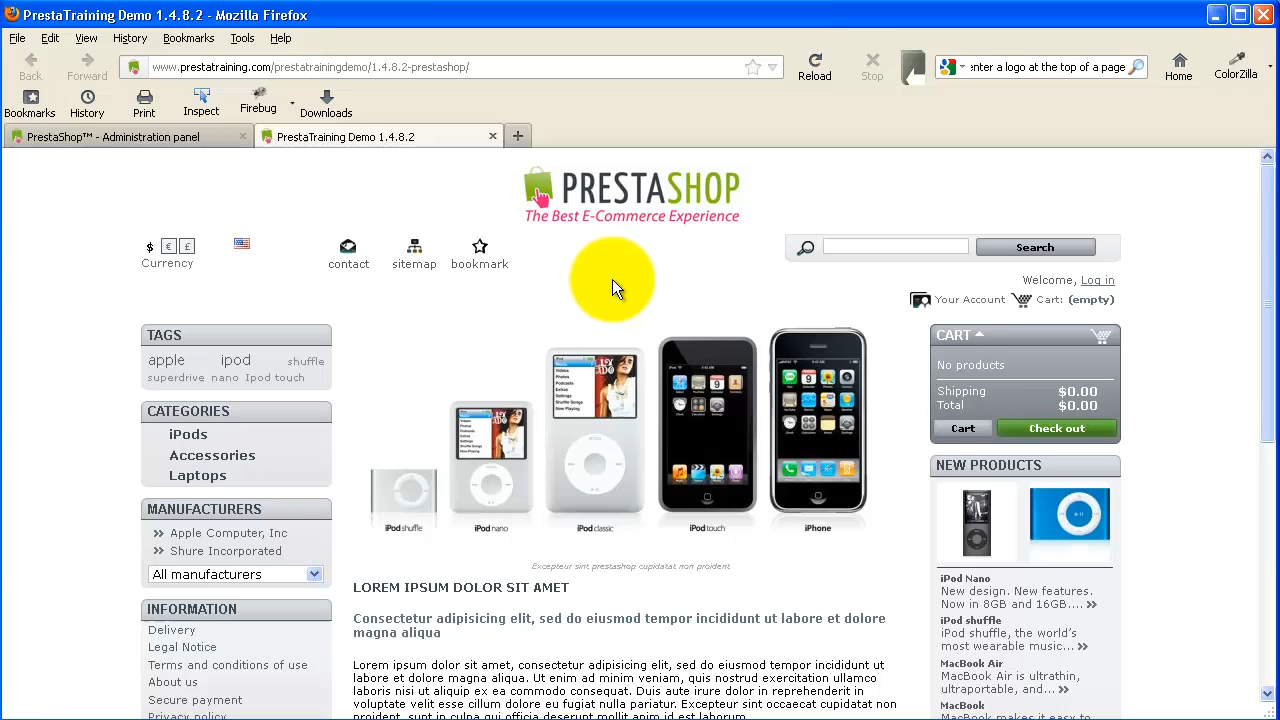 PrestaTraining Demo 1.4.8.2 - Mozilla Firefox
File Edit View History Bookmarks Tools Help
Back Forward www.prestatraining.com/prestatrainingdemo/1.4.8.2-prestashop/ Reload Stop enter a logo at the top of a page Home ColorZilla
Bookmarks History Print Inspect Firebug Downloads
PrestaShop™ - Administration panel PrestaTraining Demo 1.4.8.2
PRESTASHOP
The Best E-Commerce Experience
$ € £
Currency
contact sitemap bookmark
Search
Welcome, Log in
Your Account Cart: (empty)
TAGS
apple ipod shuffle
superdrive nano Ipod touch
CATEGORIES
iPods
Accessories
Laptops
MANUFACTURERS
Apple Computer, Inc
Shure Incorporated
All manufacturers
INFORMATION
Delivery
Legal Notice
Terms and conditions of use
About us
Secure payment
Privacy policy
iPod shuffle iPod nano iPod classic iPod touch iPhone
Excepteur sint prestashop cupidatat non proident
LOREM IPSUM DOLOR SIT AMET
Consectetur adipisicing elit, sed do eiusmod tempor incididunt ut labore et dolore
magna aliqua
Lorem ipsum dolor sit amet, consectetur adipisicing elit, sed do eiusmod tempor incididunt ut
labore et dolore magna aliqua. Ut enim ad minim veniam, quis nostrud exercitation ullamco
laboris nisi ut aliquip ex ea commodo consequat. Duis aute irure dolor in reprehenderit in
voluptate velit esse cillum dolore eu fugiat nulla pariatur. Excepteur sint occaecat cupidatat non
proident, sunt in culpa qui officia deserunt mollit anim id est laborum.
CART
No products
Shipping $0.00
Total $0.00
Cart Check out
NEW PRODUCTS
iPod Nano
New design. New features.
Now in 8GB and 16GB....
iPod shuffle
iPod shuffle, the world's
most wearable music...
MacBook Air
MacBook Air is ultrathin,
ultraportable, and...
MacBook
MacBook makes it easy to